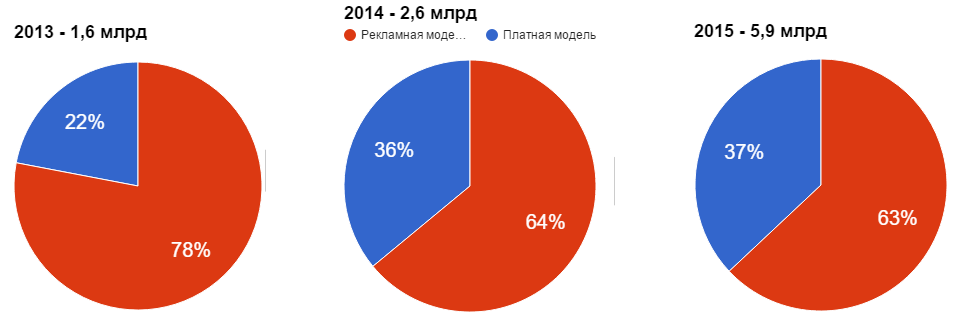 2013 - 1,6 млрд
22%
78%
2014 - 2,6 млрд
Рекламная моде...
Платная модель
36%
64%
2015 - 5,9 млрд
37%
63%